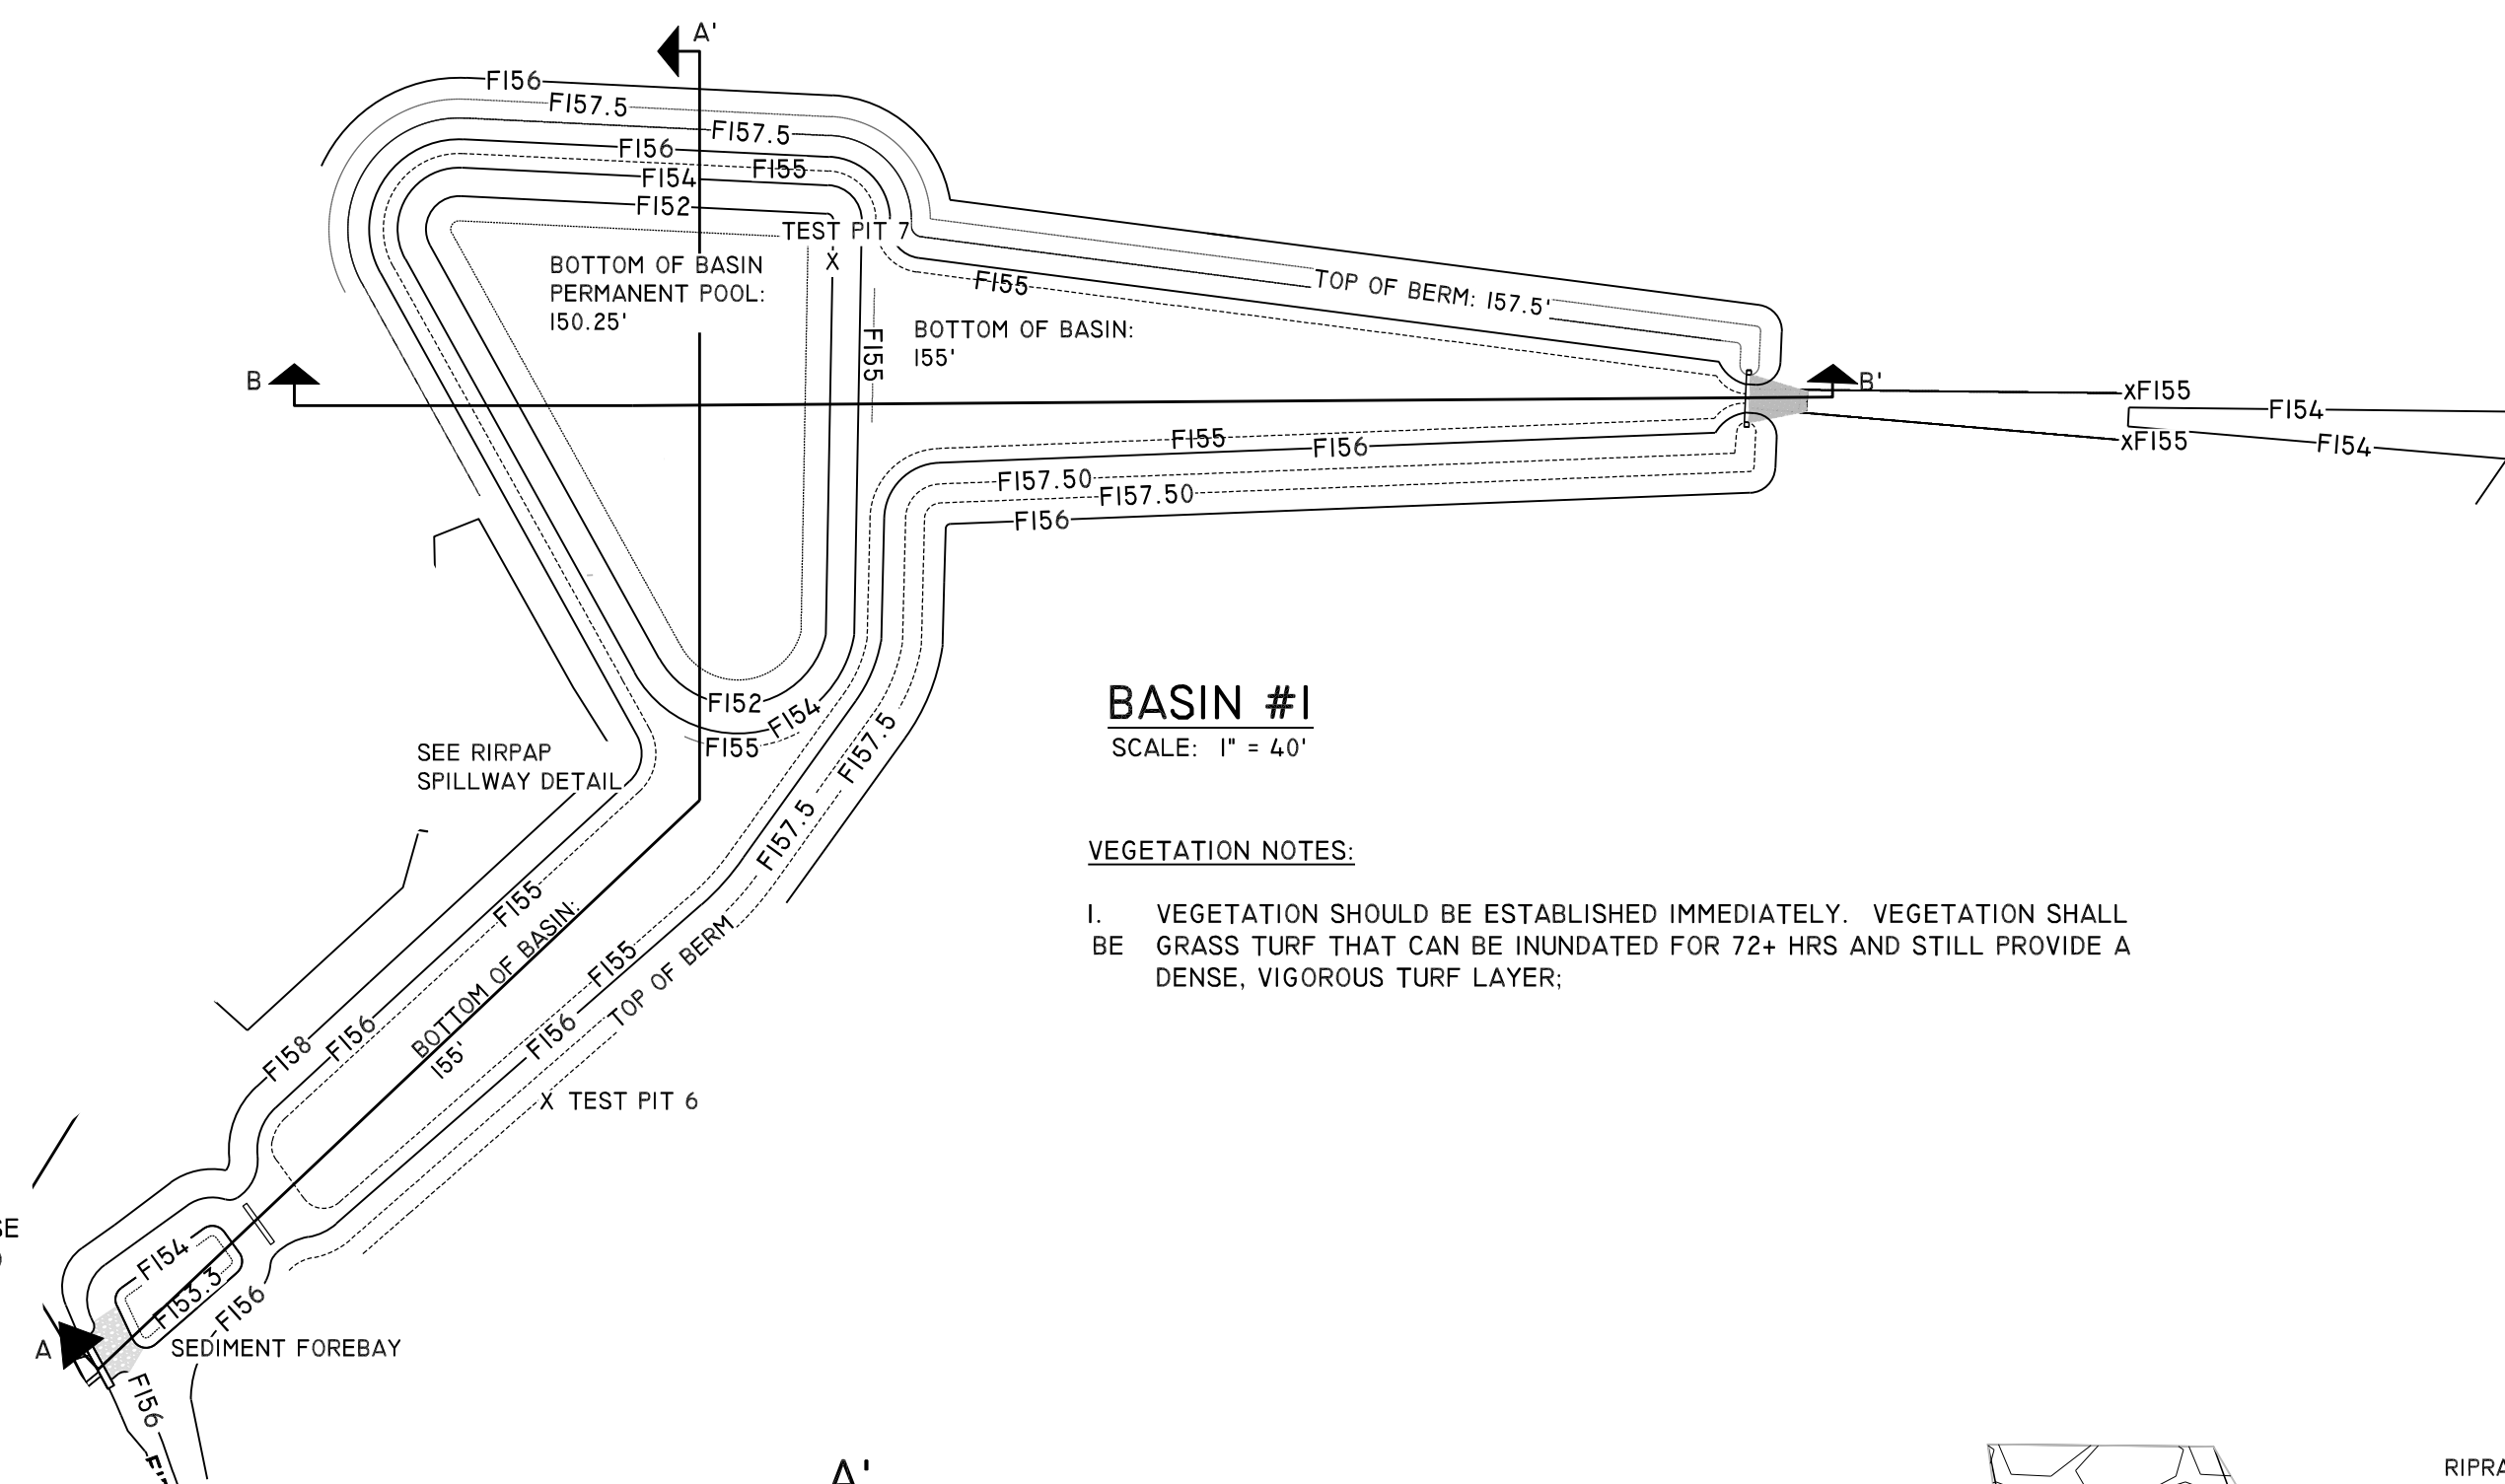 A'
F156
F157.5
F157.5
F156
F155
F154
F152
TEST PIT 7
X
BOTTOM OF BASIN
PERMANENT POOL:
150.25'
F155
TOP OF BERM: 157.5'
F155
BOTTOM OF BASIN:
155'
B
B'
xF155
F154
xF155
F154
F155
F156
F157.50
F157.50
F156
F152
F154
F155
F157.5
F157.5
BASIN #1
SCALE: 1" = 40'
SEE RIRPAP
SPILLWAY DETAIL
VEGETATION NOTES:
1. VEGETATION SHOULD BE ESTABLISHED IMMEDIATELY. VEGETATION SHALL
BE GRASS TURF THAT CAN BE INUNDATED FOR 72+ HRS AND STILL PROVIDE A
DENSE, VIGOROUS TURF LAYER;
F155
BOTTOM OF BASIN:
155'
F155
TOP OF BERM
F156
F158
F156
X TEST PIT 6
F154
F153.3
F156
A
SEDIMENT FOREBAY
F156
A'